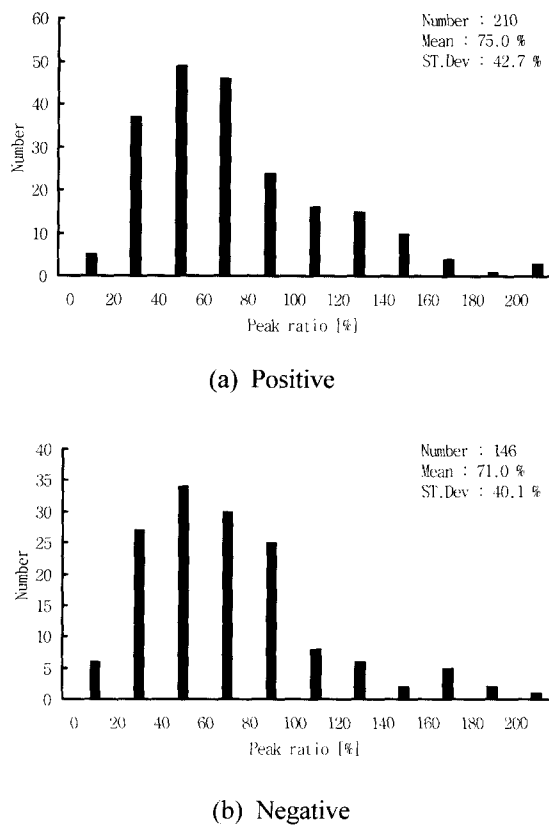 Number : 210
Mean : 75.0 %
ST.Dev : 42.7 %
60
50
40
30
20
10
0
Number
0 20 40 60 80 100 120 140 160 180 200
Peak ratio [%]
(a) Positive
Number : 146
Mean : 71.0 %
ST.Dev : 40.1 %
40
35
30
25
20
15
10
5
0
Number
0 20 40 60 80 100 120 140 160 180 200
Peak ratio [%]
(b) Negative